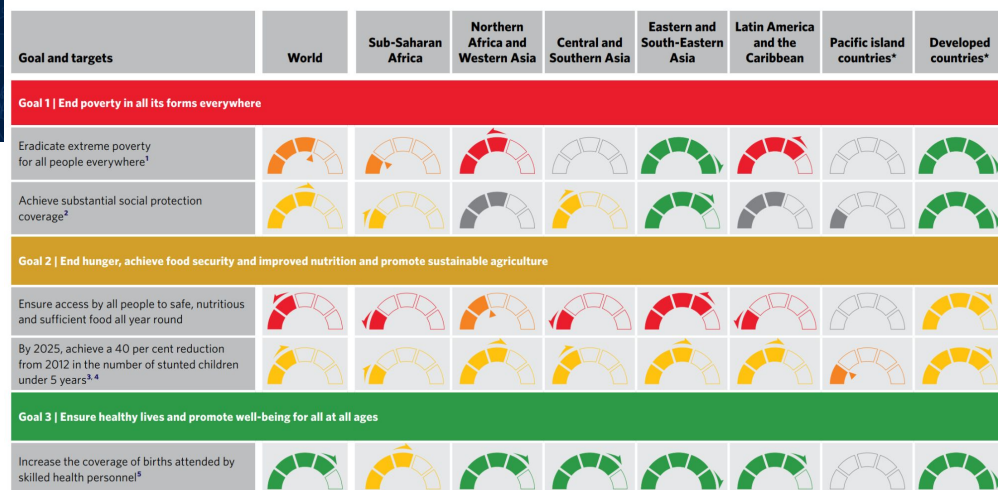 Goal and targets
World
Sub-Saharan
Africa
Northern
Africa and
Western Asia
Central and
Southern Asia
Eastern and
South-Eastern
Asia
Latin America
and the
Caribbean
Pacific island
countries*
Developed
countries*
Goal 1 | End poverty in all its forms everywhere
Eradicate extreme poverty
for all people everywhere¹
Achieve substantial social protection
coverage²
Goal 2 | End hunger, achieve food security and improved nutrition and promote sustainable agriculture
Ensure access by all people to safe, nutritious
and sufficient food all year round
By 2025, achieve a 40 per cent reduction
from 2012 in the number of stunted children
under 5 years³,⁴
Goal 3 | Ensure healthy lives and promote well-being for all at all ages
Increase the coverage of births attended by
skilled health personnel⁵